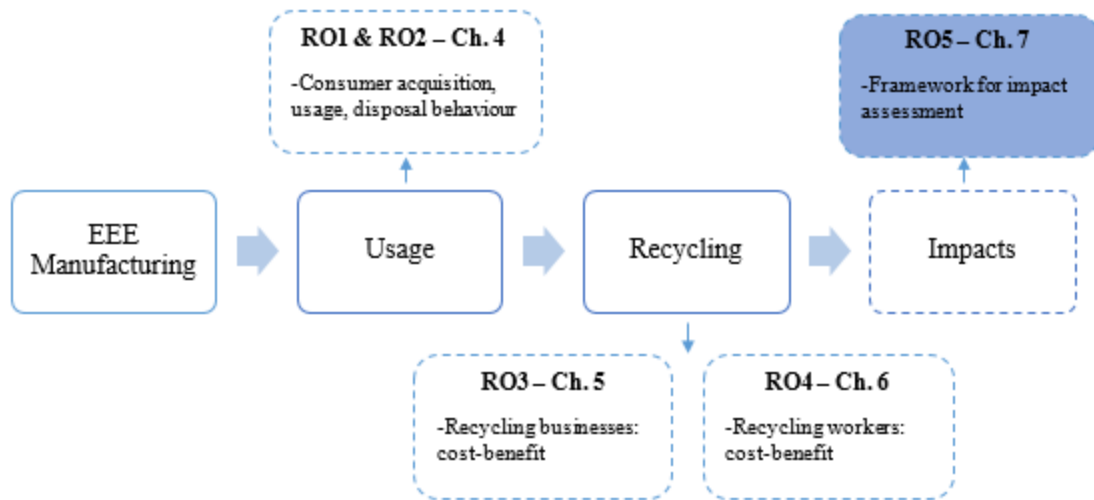 RO1 & RO2 – Ch. 4
-Consumer acquisition,
usage, disposal behaviour
RO5 – Ch. 7
-Framework for impact
assessment
EEE
Manufacturing
Usage
Recycling
Impacts
RO3 – Ch. 5
-Recycling businesses:
cost-benefit
RO4 – Ch. 6
-Recycling workers:
cost-benefit